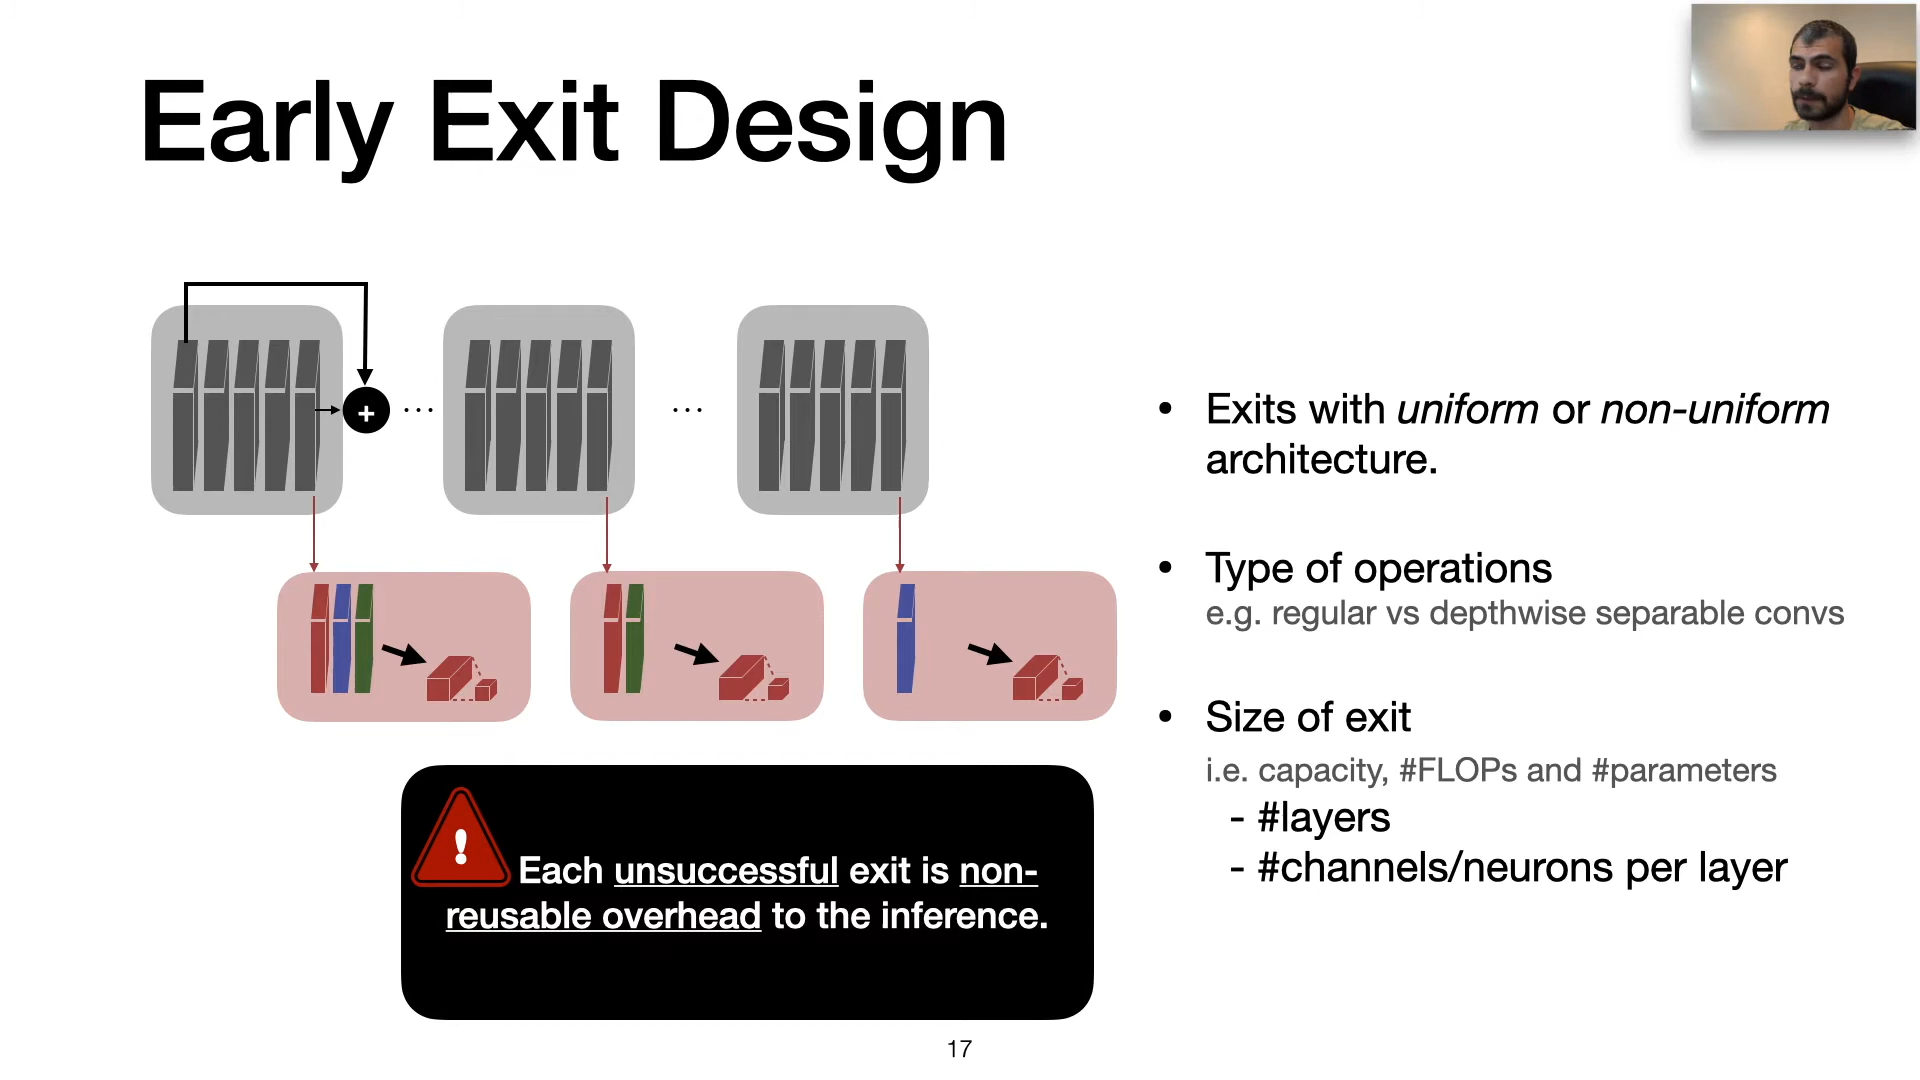 Early Exit Design
+
...
...
• Exits with uniform or non-uniform
architecture.
• Type of operations
e.g. regular vs depthwise separable convs
• Size of exit
i.e. capacity, #FLOPs and #parameters
- #layers
- #channels/neurons per layer
!
Each unsuccessful exit is non-
reusable overhead to the inference.
17